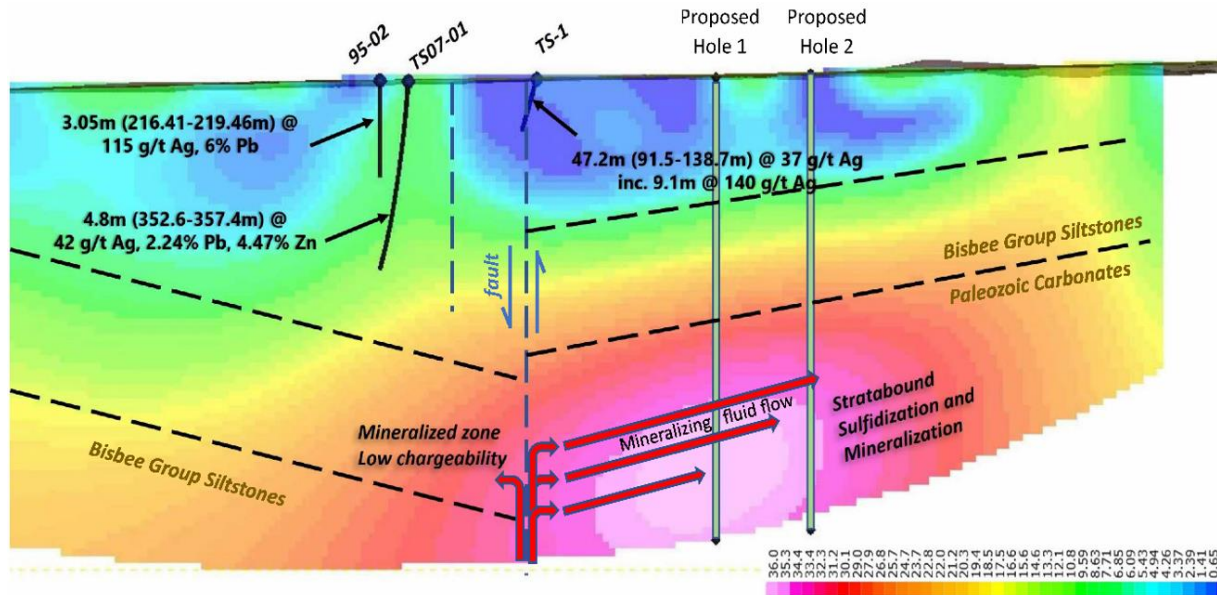 95-02
TS07-01
TS-1
Proposed
Hole 1
Proposed
Hole 2
3.05m (216.41-219.46m) @
115 g/t Ag, 6% Pb
47.2m (91.5-138.7m) @ 37 g/t Ag
inc. 9.1m @ 140 g/t Ag
4.8m (352.6-357.4m) @
42 g/t Ag, 2.24% Pb, 4.47% Zn
fault
Bisbee Group Siltstones
Paleozoic Carbonates
Mineralized zone
Low chargeability
Mineralizing fluid flow
Stratabound
Sulfidization and
Mineralization
Bisbee Group Siltstones
36.0
35.3
34.4
33.4
32.3
31.2
30.1
29.0
27.9
26.8
25.7
24.7
23.7
22.8
22.0
21.2
20.3
19.4
18.5
17.5
16.6
15.6
14.6
13.3
12.1
10.8
9.59
8.63
7.71
6.85
6.09
5.43
4.94
4.26
3.37
2.39
1.41
0.65